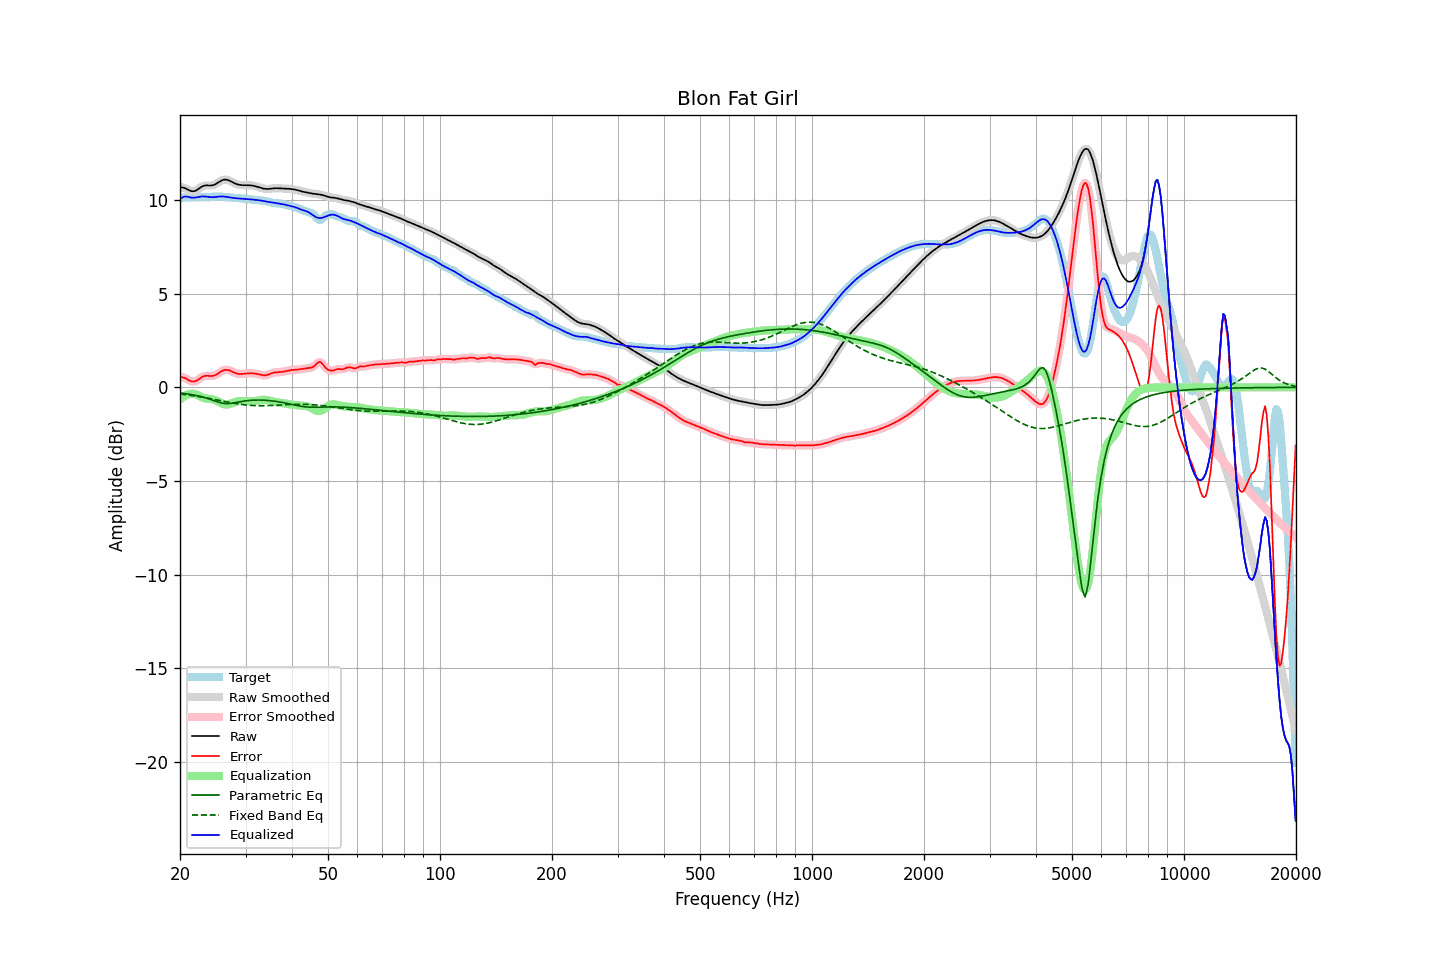 Blon Fat Girl
10
5
0
−5
−10
−15
−20
Amplitude (dBr)
Target
Raw Smoothed
Error Smoothed
Raw
Error
Equalization
Parametric Eq
Fixed Band Eq
Equalized
20 50 100 200 500 1000 2000 5000 10000 20000
Frequency (Hz)